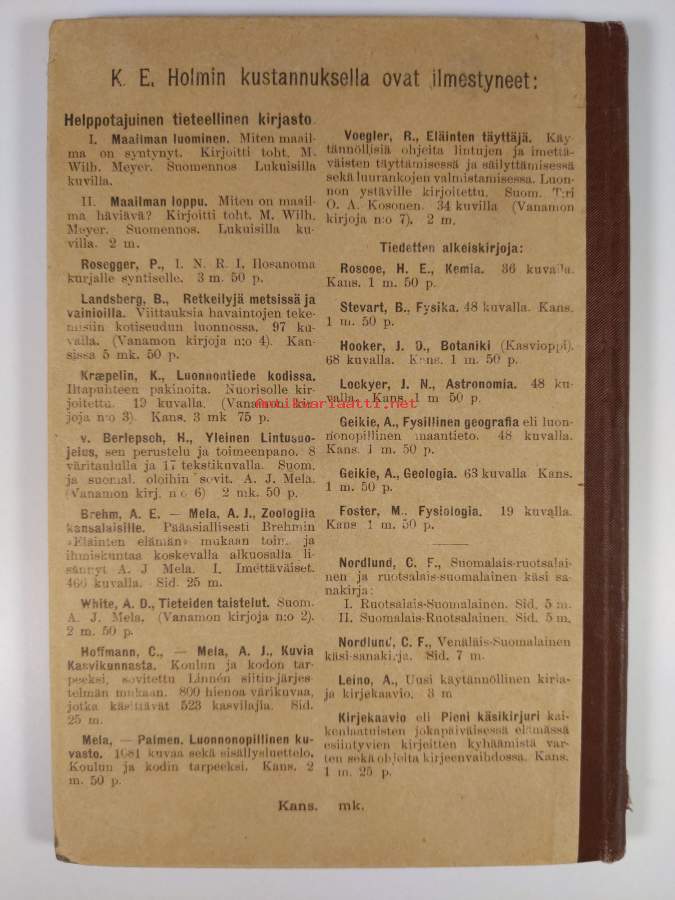 K. E. Holmin kustannuksella ovat ilmestyneet:
Helppotajuinen tieteellinen kirjasto
I. Maailman luominen. Miten maail-
ma on syntynyt. Kirjoitti toht. M.
Wilh. Meyer. Suomennos Lukuisilla
kuvilla.
II. Maailman loppu. Miten on maail-
ma häviävä? Kirjoitti toht. M. Wilh.
Meyer. Suomennos. Lukuisilla ku-
villa. 2 m.
Rosegger, P., I. N. R. I. Ilosanoma
kurjalle syntiselle. 3 m. 50 p.
Landsberg, B., Retkeilyjä metsissä ja
vainioilla. Viittauksia havaintojen teke-
misiin kotiseudun luonnossa. 97 ku-
valla. (Vanamon kirjoja n:o 4). Kan-
sissa 5 mk. 50 p.
Kræpelin, K., Luonnontiede kodissa.
Iltapuhteen pakinoita. Nuorisolle kir-
joitettu. 19 kuvalla. (Vanamon kir-
joja n:o 3). Kans. 3 mk 75 p.
v. Berlepsch, H., Yleinen Lintusuo-
jelus, sen perustelu ja toimeenpano. 8
väritaululla ja 17 tekstikuvalla. Suom.
ja suomal. oloihin sovit. A. J. Mela.
(Vanamon kirj. n:o 6) 2 mk. 50 p.
Brehm, A. E. — Mela, A. J., Zoologiia
kansalaisille. Pääasiallisesti Brehmin
»Eläinten elämän» mukaan toim. ja
ihmiskuntaa koskevalla alkuosalla li-
sännyt A. J Mela. I. Imettäväiset.
466 kuvalla. Sid. 25 m.
White, A. D., Tieteiden taistelut. Suom.
A. J. Mela. (Vanamon kirjoja n:o 2).
2 m. 50 p.
Hoffmann, C., — Mela, A. J., Kuvia
Kasvikunnasta. Koulun ja kodon tar-
peeksi, sovitettu Linnén siitin-järjes-
telmän mukaan. 800 hienoa värikuvaa,
jotka käsittävät 523 kasvilajia. Sid.
25 m.
Mela, — Palmen. Luonnonopillinen ku-
vasto. 1081 kuvaa sekä sisällysluettelo.
Koulun ja kodin tarpeeksi. Kans. 2
m. 50 p.
Voegler, R., Eläinten täyttäjä. Käy-
tännöllisiä ohjeita lintujen ja imettä-
väisten täyttämisessä ja säilyttämisessä
sekä luurankojen valmistamisessa. Luon-
non ystäville kirjoitettu. Suom. T:ri
O. A. Kosonen. 34 kuvilla (Vanamon
kirjoja n:o 7). 2 m.
Tiedetten alkeiskirjoja:
Roscoe, H. E., Kemia. 36 kuvalla.
Kans. 1 m. 50 p.
Stevart, B., Fysika. 48 kuvalla. Kans.
1 m. 50 p.
Hooker, J. D., Botaniki (Kasvioppi).
68 kuvalla. Kans. 1 m. 50 p.
Lockyer, J. N., Astronomia. 48 ku-
valla. Kans. 1 m 50 p.
Geikie, A., Fysillinen geografia eli luon-
nonopillinen maantieto. 48 kuvalla.
Kans. 1 m. 50 p.
Geikie, A., Geologia. 63 kuvalla Kans.
1 m. 50 p.
Foster, M., Fysiologia. 19 kuvalla.
Kans 1 m. 50 p.
Nordlund, C. F., Suomalais-ruotsalai-
nen ja ruotsalais-suomalainen käsi sa-
nakirja:
I. Ruotsalais-Suomalainen. Sid. 5 m.
II. Suomalais-Ruotsalainen. Sid. 5 m.
Nordlund, C. F., Venäläis-Suomalainen
käsi-sanakirja. Sid. 7 m.
Leino, A., Uusi käytännöllinen kirja-
ja kirjekaavio. 3 m
Kirjekaavio eli Pieni käsikirjuri kai-
kenlaatuisten jokapäiväisessä elämässä
esiintyvien kirjeitten kyhäämistä var-
ten sekä ohjeita kirjeenvaihdossa. Kans.
1 m. 25 p.
Kans. mk.
antikvariaatti.net